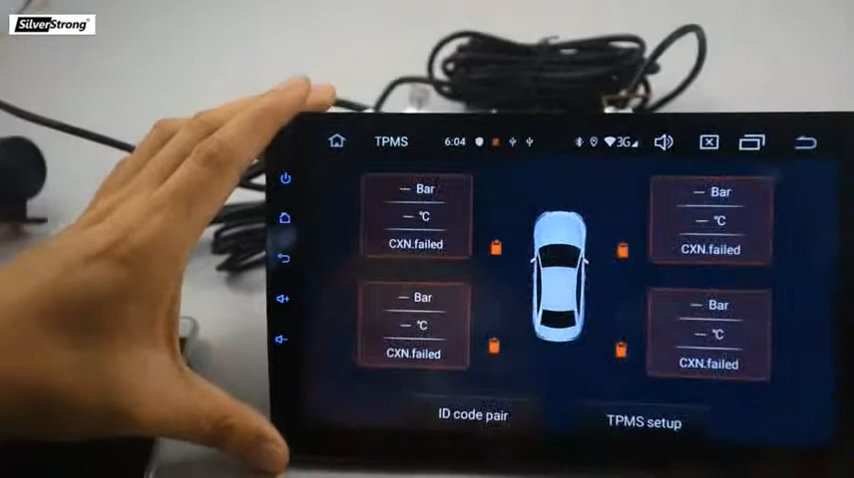 SilverStrong®
TPMS
6:04
3G
-- Bar
-- °C
CXN.failed
-- Bar
-- °C
CXN.failed
-- Bar
-- °C
CXN.failed
-- Bar
-- °C
CXN.failed
ID code pair
TPMS setup